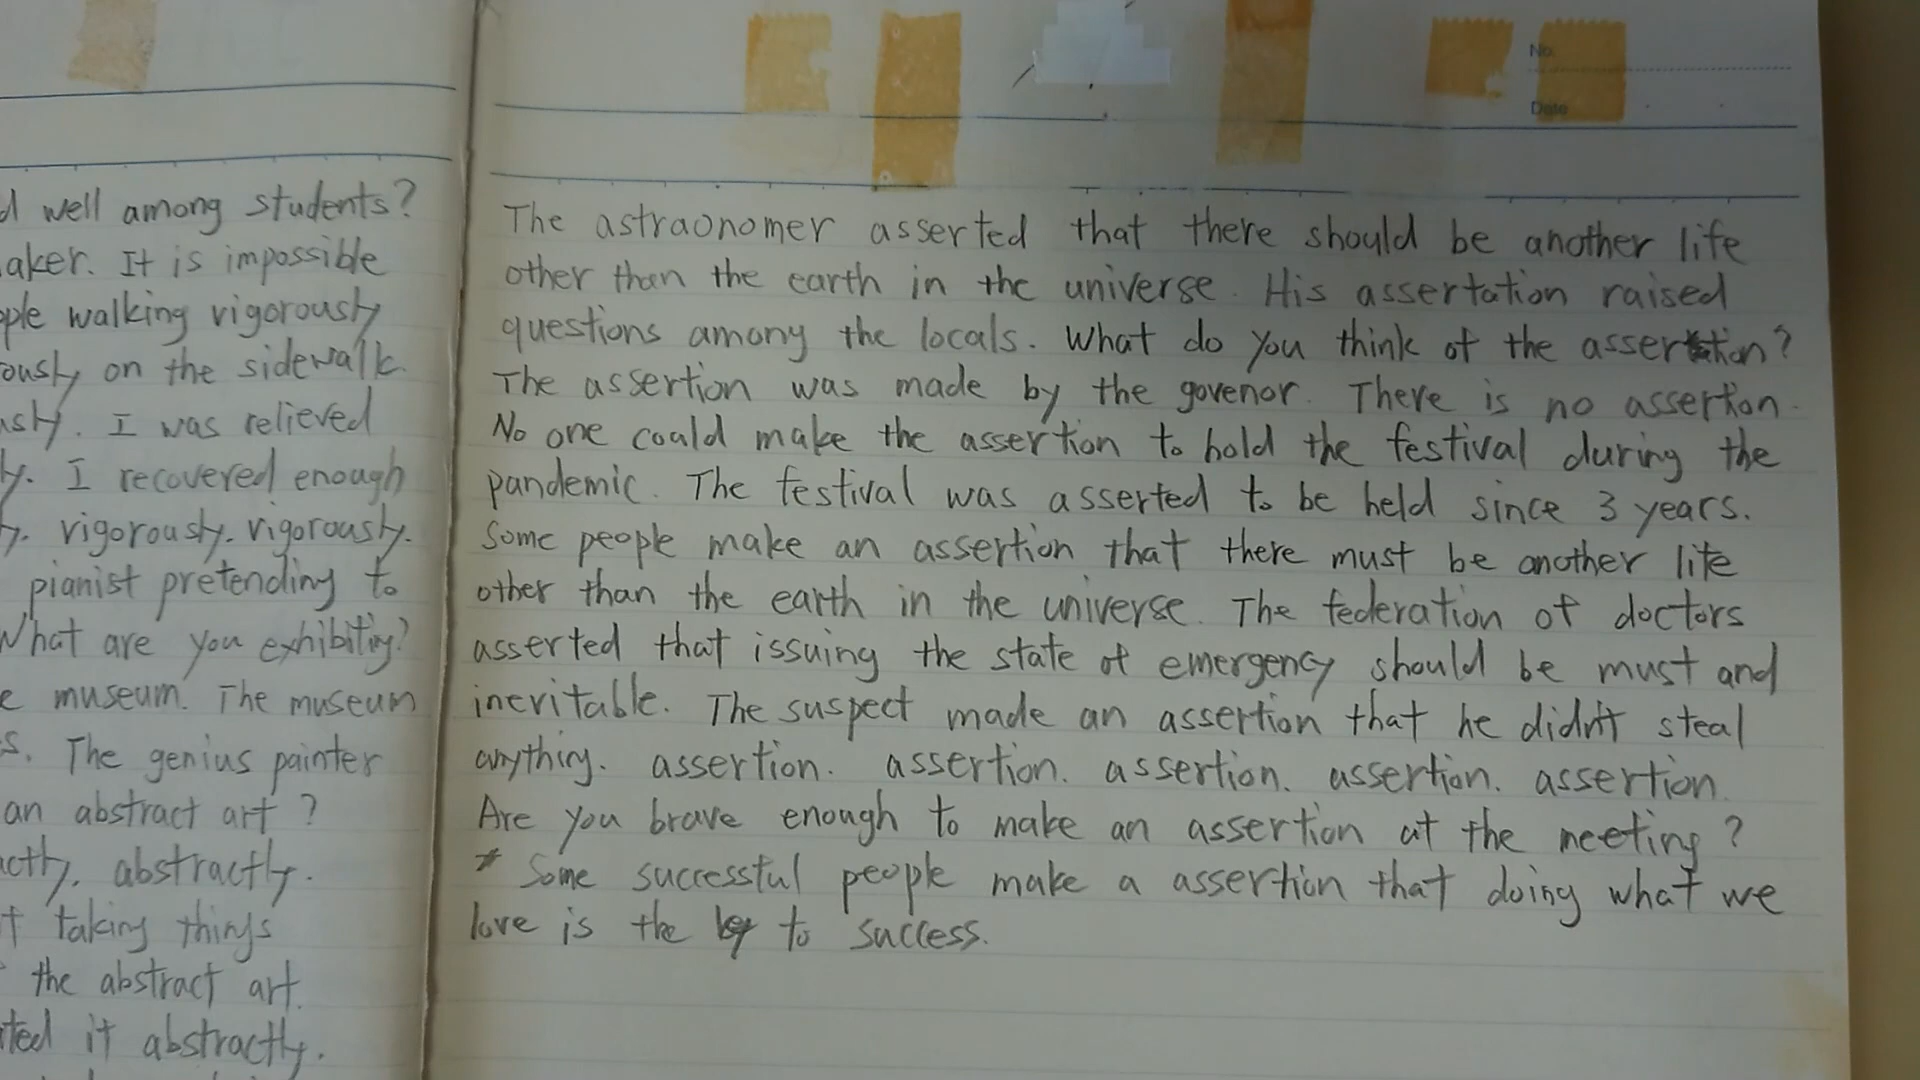 d well among students?
aker. It is impossible
ople walking vigorously
ously on the sidewalk.
usly. I was relieved
ly. I recovered enough
y. vigorously. vigorously.
pianist pretending to
What are you exhibiting?
e museum. The museum
s. The genius painter
an abstract art?
actly, abstractly.
f taking things
the abstract art.
ted it abstractly.
No.
Date
The astraonomer asserted that there should be another life
other than the earth in the universe. His assertation raised
questions among the locals. What do you think of the assertion?
The assertion was made by the govenor. There is no assertion.
No one could make the assertion to hold the festival during the
pandemic. The festival was asserted to be held since 3 years.
Some people make an assertion that there must be another life
other than the earth in the universe. The federation of doctors
asserted that issuing the state of emergency should be must and
inevitable. The suspect made an assertion that he didn't steal
anything. assertion. assertion. assertion. assertion. assertion.
Are you brave enough to make an assertion at the meeting?
* Some successful people make a assertion that doing what we
love is the key to success.